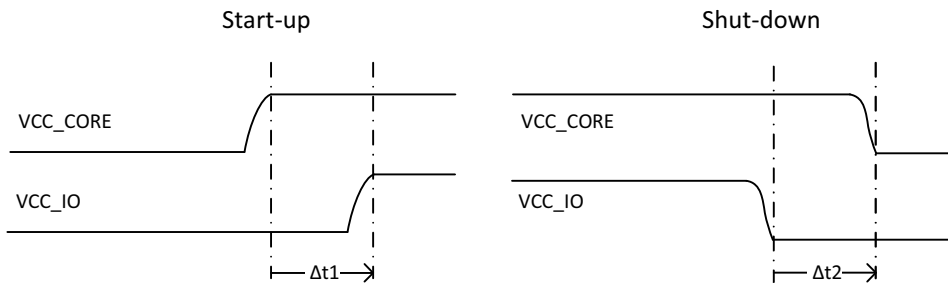 Start-up
Shut-down
VCC_CORE
VCC_CORE
VCC_IO
VCC_IO
Δt1
Δt2